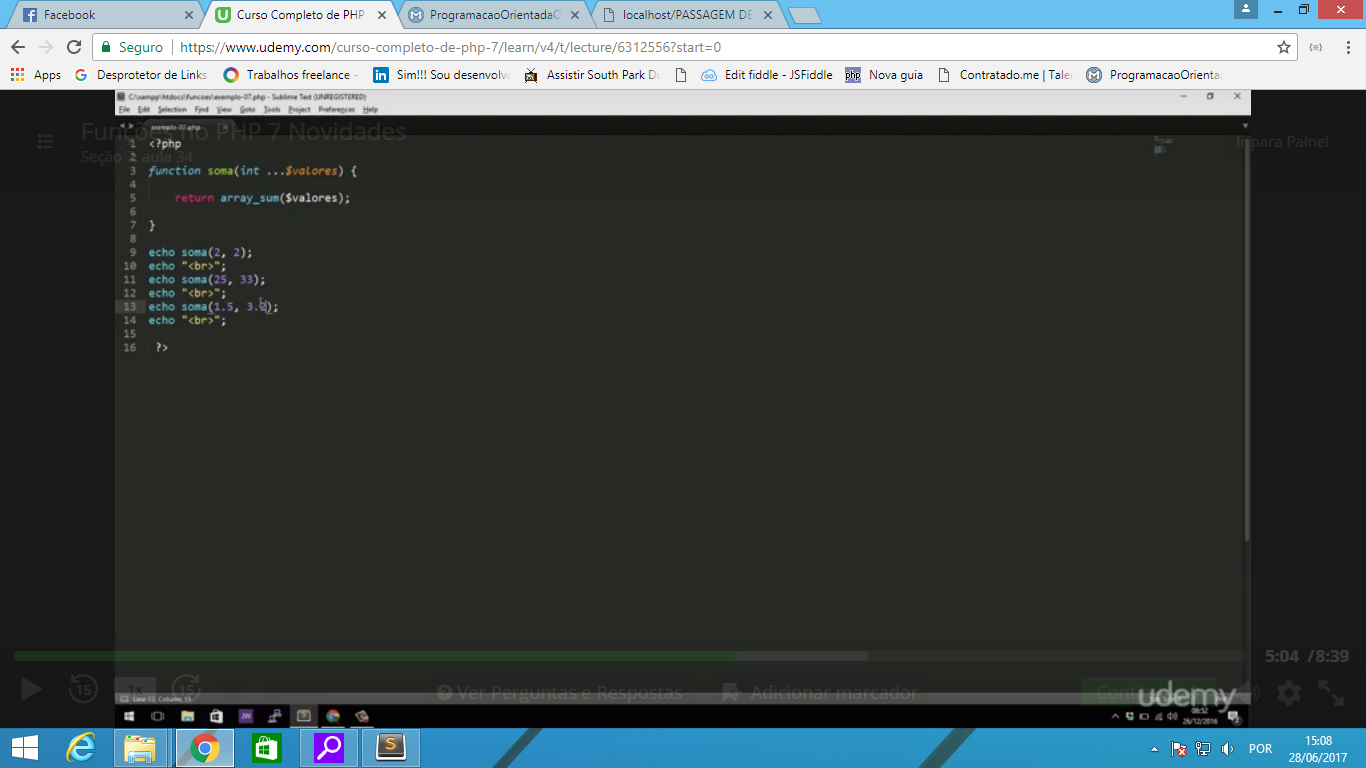 Facebook
Curso Completo de PHP
ProgramacaoOrientadaO
localhost/PASSAGEM DE
Seguro
https://www.udemy.com/curso-completo-de-php-7/learn/v4/t/lecture/6312556?start=0
Apps
Desprotetor de Links
Trabalhos freelance -
Sim!!! Sou desenvolve
Assistir South Park D
Edit fiddle - JSFiddle
php
Nova guia
Contratado.me | Tale
ProgramacaoOrienta
C:\xampp\htdocs\funcoes\exemplo-07.php - Sublime Text (UNREGISTERED)
File Edit Selection Find View Goto Tools Project Preferences Help
exemplo-07.php
Funções no PHP 7 Novidades
Seção 7, aula 34
Ir para Painel
1 <?php
2
3 function soma(int ...$valores) {
4
5 return array_sum($valores);
6
7 }
8
9 echo soma(2, 2);
10 echo "<br>";
11 echo soma(25, 33);
12 echo "<br>";
13 echo soma(1.5, 3.2);
14 echo "<br>";
15
16 ?>
5:04 /8:39
15
1x
15
Ver Perguntas e Respostas
Adicionar marcador
udemy
08:52
26/12/2016
POR
15:08
28/06/2017